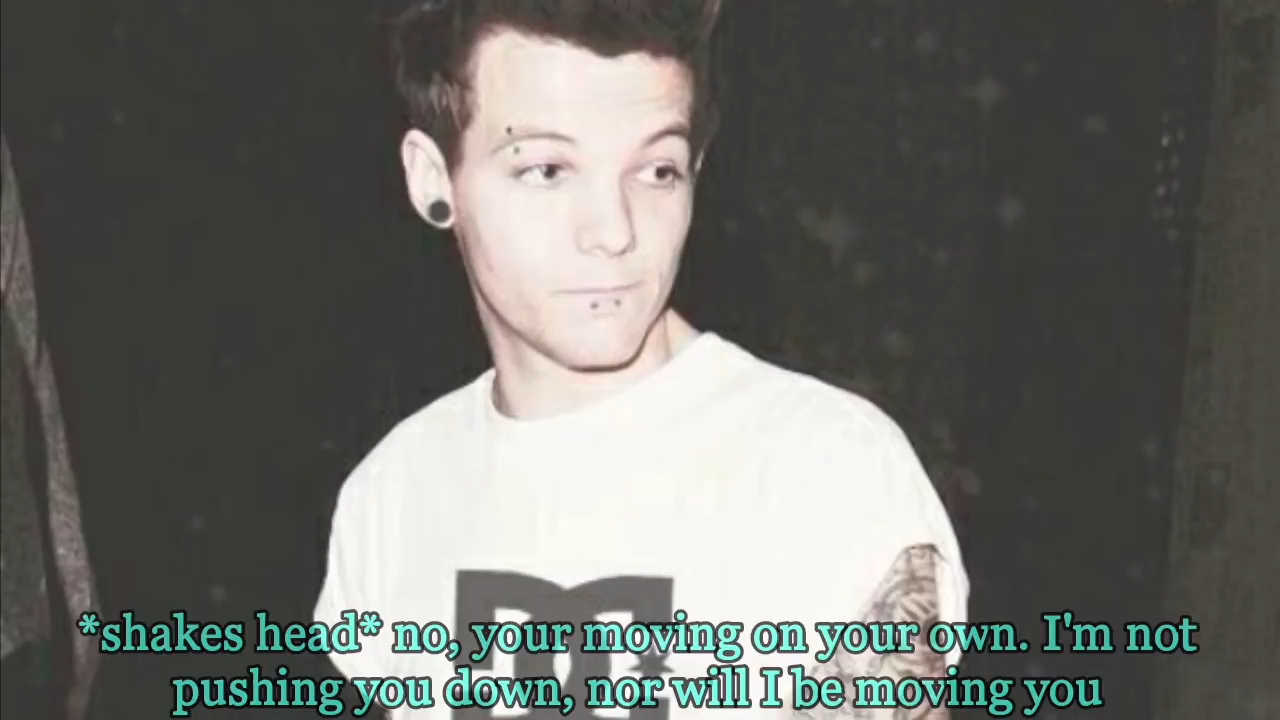 *shakes head* no, your moving on your own. I'm not
pushing you down, nor will I be moving you